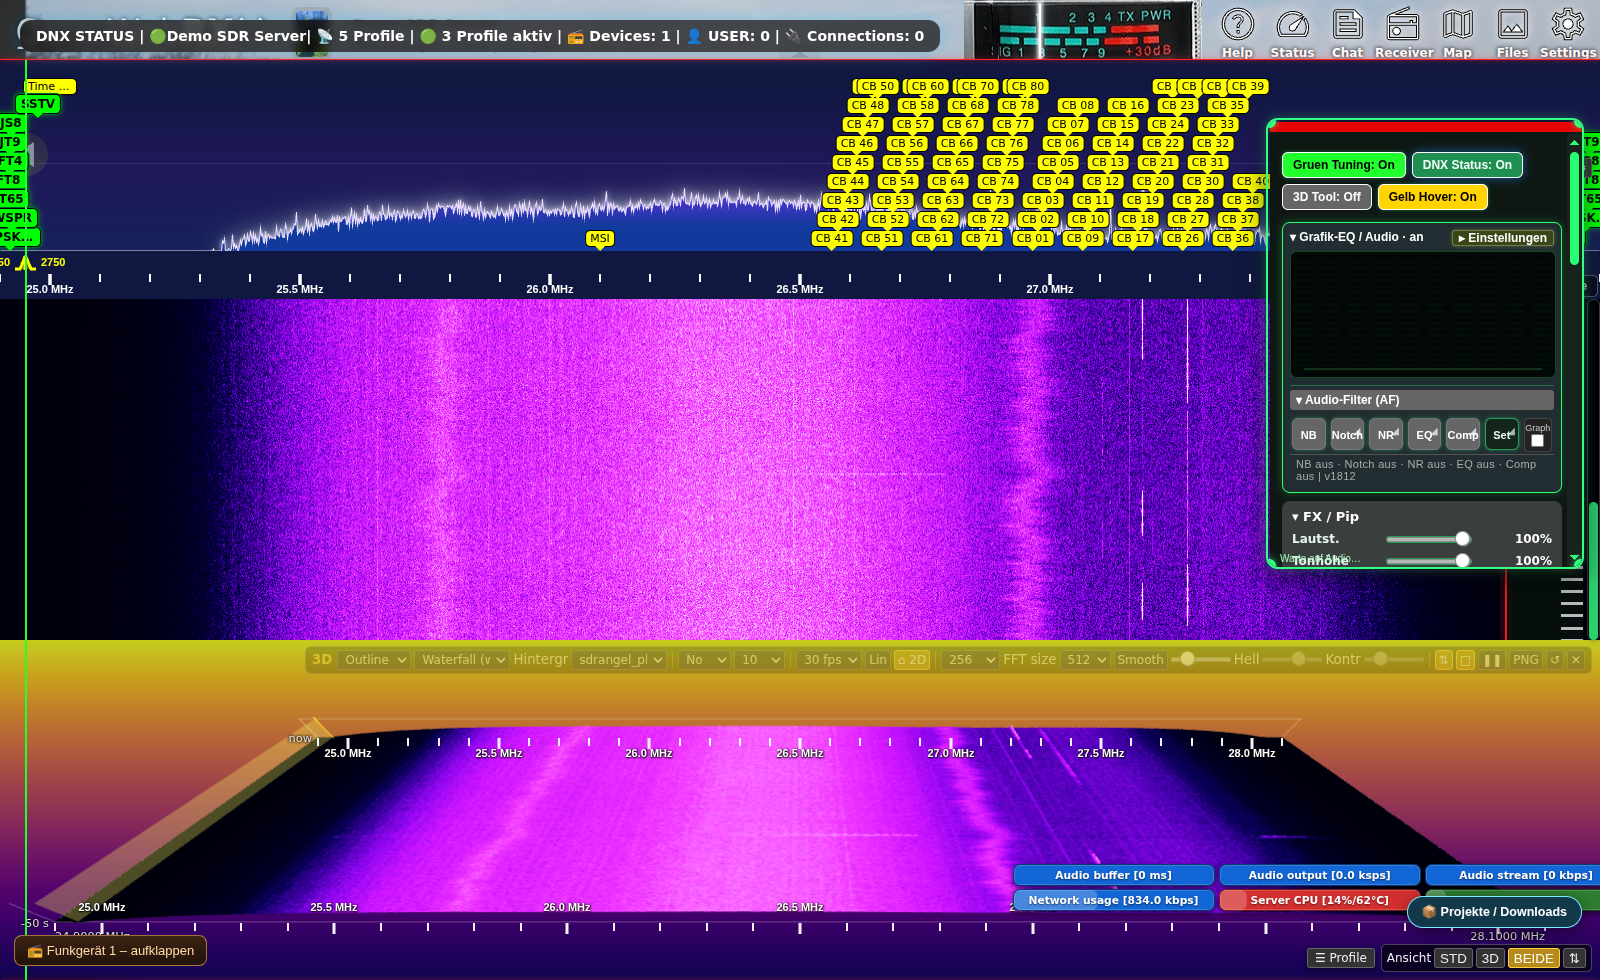 DNX STATUS | 🟢Demo SDR Server| 📡 5 Profile | 🟢 3 Profile aktiv | 📻 Devices: 1 | 👤 USER: 0 | 🔌 Connections: 0
2 3 4 TX PWR
1 3 5 7 9 +30dB
Help Status Chat Receiver Map Files Settings
Time ...
SSTV
JS8
JT9
FT4
FT8
WSPR
PSK...
CB 50 CB 60 CB 70 CB 80 CB 39
CB 48 CB 58 CB 68 CB 78 CB 08 CB 16 CB 23 CB 35
CB 47 CB 57 CB 67 CB 77 CB 07 CB 15 CB 24 CB 33
CB 46 CB 56 CB 66 CB 76 CB 06 CB 14 CB 22 CB 32
CB 45 CB 55 CB 65 CB 75 CB 05 CB 13 CB 21 CB 31
CB 44 CB 54 CB 64 CB 74 CB 04 CB 12 CB 20 CB 30 CB 40
CB 43 CB 53 CB 63 CB 73 CB 03 CB 11 CB 19 CB 28 CB 38
CB 42 CB 52 CB 62 CB 72 CB 02 CB 10 CB 18 CB 27 CB 37
MSI CB 41 CB 51 CB 61 CB 71 CB 01 CB 09 CB 17 CB 26 CB 36
2750
25.0 MHz 25.5 MHz 26.0 MHz 26.5 MHz 27.0 MHz
Gruen Tuning: On DNX Status: On
3D Tool: Off Gelb Hover: On
▾ Grafik-EQ / Audio · an ▸ Einstellungen
▾ Audio-Filter (AF)
NB Notch NR EQ Comp Set Graph
NB aus · Notch aus · NR aus · EQ aus · Comp
aus | v1812
▾ FX / Pip
Lautst. 100%
Tonhöhe 100%
3D Outline Waterfall (v Hintergr sdrangel_pl No 10 30 fps Lin ⌂ 2D 256 FFT size 512 Smooth Hell Kontr PNG ↺ ✕
now
25.0 MHz 25.5 MHz 26.0 MHz 26.5 MHz 27.0 MHz 27.5 MHz 28.0 MHz
Audio buffer [0 ms] Audio output [0.0 ksps] Audio stream [0 kbps]
Network usage [834.0 kbps] Server CPU [14%/62°C]
25.0 MHz 25.5 MHz 26.0 MHz 26.5 MHz
📦 Projekte / Downloads
-50 s
28.1000 MHz
📻 Funkgerät 1 – aufklappen
☰ Profile Ansicht STD 3D BEIDE ⇅